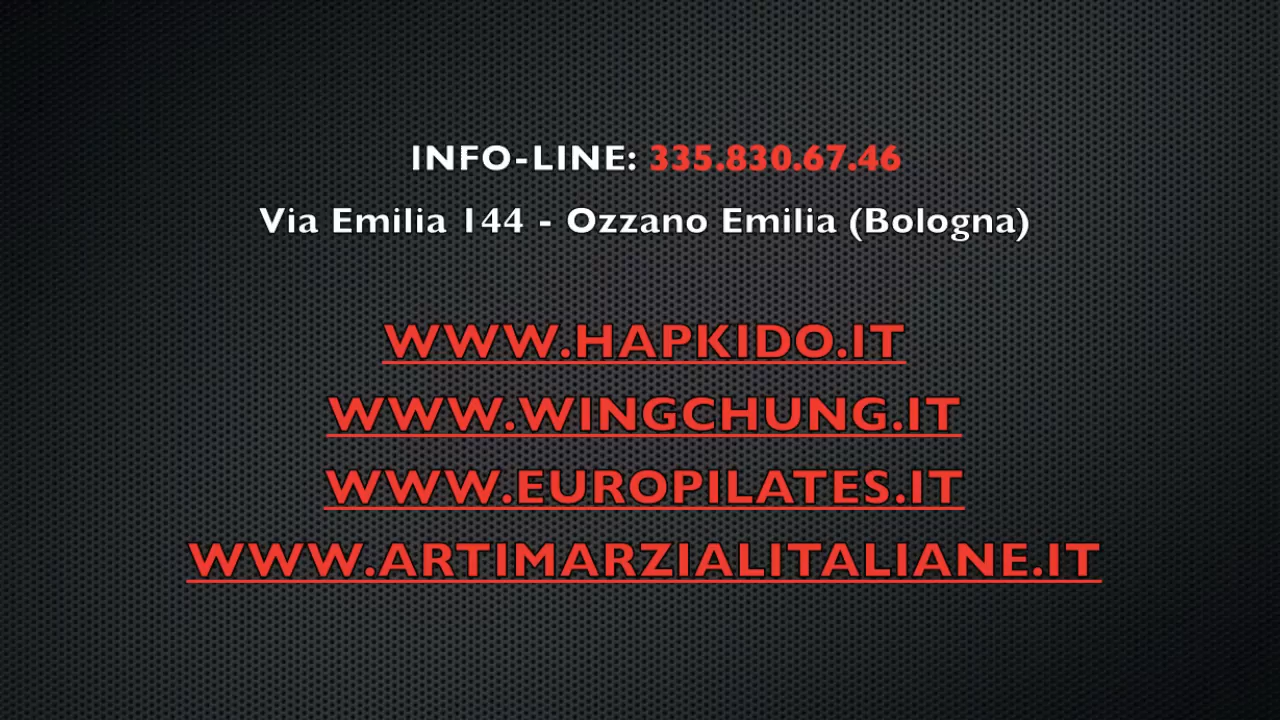 INFO-LINE: 335.830.67.46
Via Emilia 144 - Ozzano Emilia (Bologna)
WWW.HAPKIDO.IT
WWW.WINGCHUNG.IT
WWW.EUROPILATES.IT
WWW.ARTIMARZIALITALIANE.IT